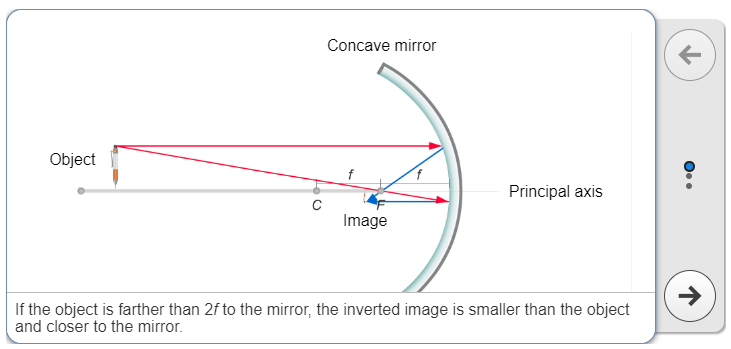 Concave mirror
Object
f
f
C
F
Image
Principal axis
If the object is farther than 2f to the mirror, the inverted image is smaller than the object
and closer to the mirror.